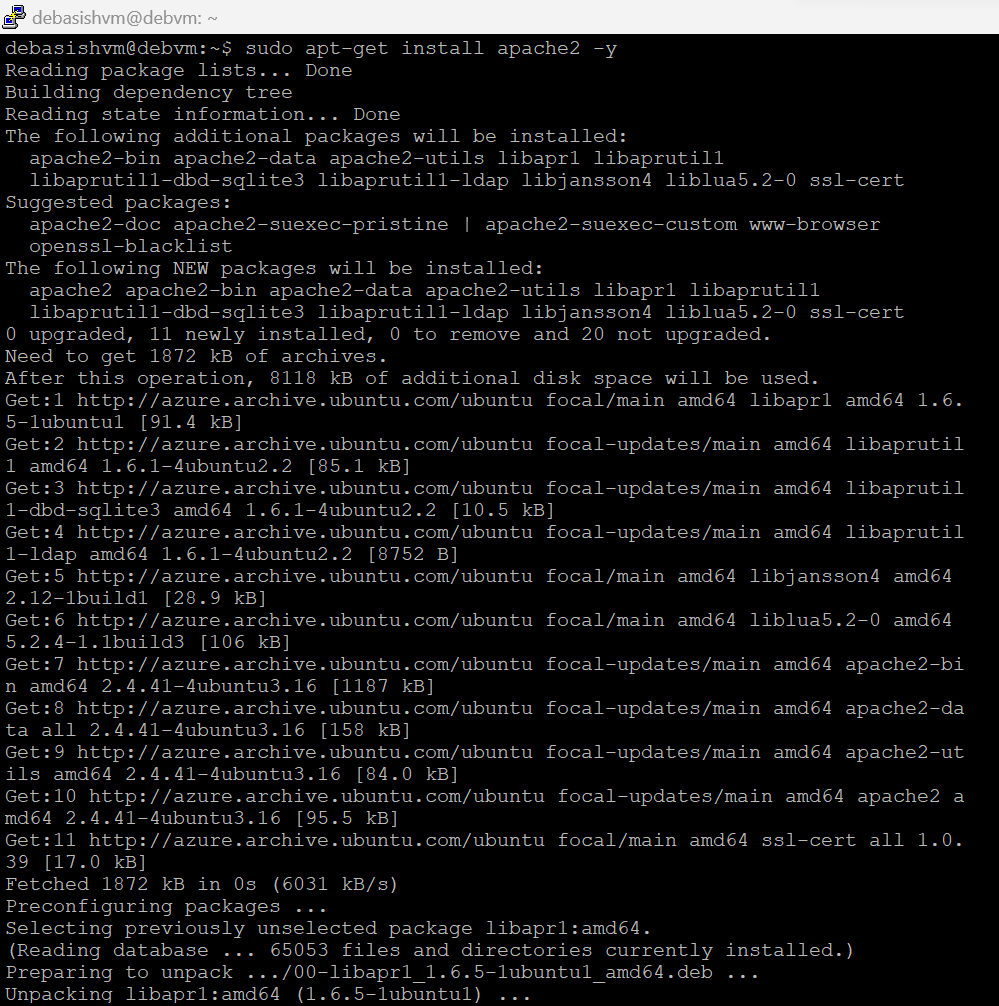 debasishvm@debvm: ~
debasishvm@debvm:~$ sudo apt-get install apache2 -y
Reading package lists... Done
Building dependency tree
Reading state information... Done
The following additional packages will be installed:
  apache2-bin apache2-data apache2-utils libapr1 libaprutil1
  libaprutil1-dbd-sqlite3 libaprutil1-ldap libjansson4 liblua5.2-0 ssl-cert
Suggested packages:
  apache2-doc apache2-suexec-pristine | apache2-suexec-custom www-browser
  openssl-blacklist
The following NEW packages will be installed:
  apache2 apache2-bin apache2-data apache2-utils libapr1 libaprutil1
  libaprutil1-dbd-sqlite3 libaprutil1-ldap libjansson4 liblua5.2-0 ssl-cert
0 upgraded, 11 newly installed, 0 to remove and 20 not upgraded.
Need to get 1872 kB of archives.
After this operation, 8118 kB of additional disk space will be used.
Get:1 http://azure.archive.ubuntu.com/ubuntu focal/main amd64 libapr1 amd64 1.6.
5-1ubuntu1 [91.4 kB]
Get:2 http://azure.archive.ubuntu.com/ubuntu focal-updates/main amd64 libaprutil
1 amd64 1.6.1-4ubuntu2.2 [85.1 kB]
Get:3 http://azure.archive.ubuntu.com/ubuntu focal-updates/main amd64 libaprutil
1-dbd-sqlite3 amd64 1.6.1-4ubuntu2.2 [10.5 kB]
Get:4 http://azure.archive.ubuntu.com/ubuntu focal-updates/main amd64 libaprutil
1-ldap amd64 1.6.1-4ubuntu2.2 [8752 B]
Get:5 http://azure.archive.ubuntu.com/ubuntu focal/main amd64 libjansson4 amd64
2.12-1build1 [28.9 kB]
Get:6 http://azure.archive.ubuntu.com/ubuntu focal/main amd64 liblua5.2-0 amd64
5.2.4-1.1build3 [106 kB]
Get:7 http://azure.archive.ubuntu.com/ubuntu focal-updates/main amd64 apache2-bi
n amd64 2.4.41-4ubuntu3.16 [1187 kB]
Get:8 http://azure.archive.ubuntu.com/ubuntu focal-updates/main amd64 apache2-da
ta all 2.4.41-4ubuntu3.16 [158 kB]
Get:9 http://azure.archive.ubuntu.com/ubuntu focal-updates/main amd64 apache2-ut
ils amd64 2.4.41-4ubuntu3.16 [84.0 kB]
Get:10 http://azure.archive.ubuntu.com/ubuntu focal-updates/main amd64 apache2 a
md64 2.4.41-4ubuntu3.16 [95.5 kB]
Get:11 http://azure.archive.ubuntu.com/ubuntu focal/main amd64 ssl-cert all 1.0.
39 [17.0 kB]
Fetched 1872 kB in 0s (6031 kB/s)
Preconfiguring packages ...
Selecting previously unselected package libapr1:amd64.
(Reading database ... 65053 files and directories currently installed.)
Preparing to unpack .../00-libapr1_1.6.5-1ubuntu1_amd64.deb ...
Unpacking libapr1:amd64 (1.6.5-1ubuntu1) ...